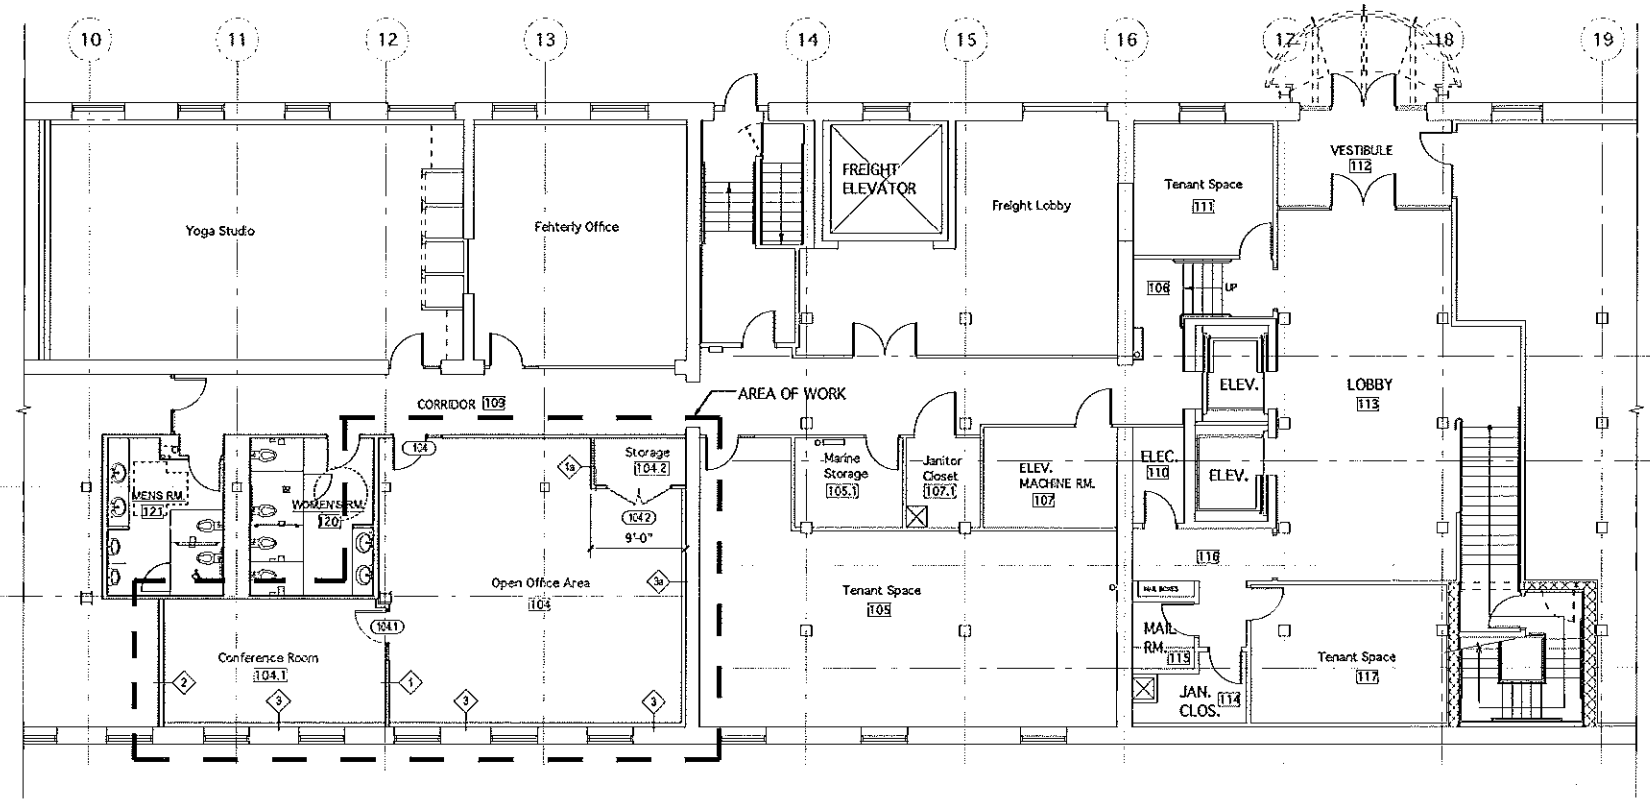 10 11 12 13 14 15 16 17 18 19
VESTIBULE
112
FREIGHT
ELEVATOR
Tenant Space
111
Freight Lobby
Yoga Studio
Fehterly Office
106
UP
ELEV.
LOBBY
113
AREA OF WORK
CORRIDOR 109
104
Storage
104.2
1a
Marine
Storage
105.1
Janitor
Closet
107.1
ELEV.
MACHINE RM.
107
ELEC.
110
ELEV.
MENS RM.
121
WOMEN'S RM.
120
104.2
9'-0"
116
Open Office Area
104
3a
Tenant Space
105
MAIL BOXES
104.1
MAIL
RM.
115
Conference Room
104.1
Tenant Space
117
2
1
3
3
3
JAN.
CLOS.
114